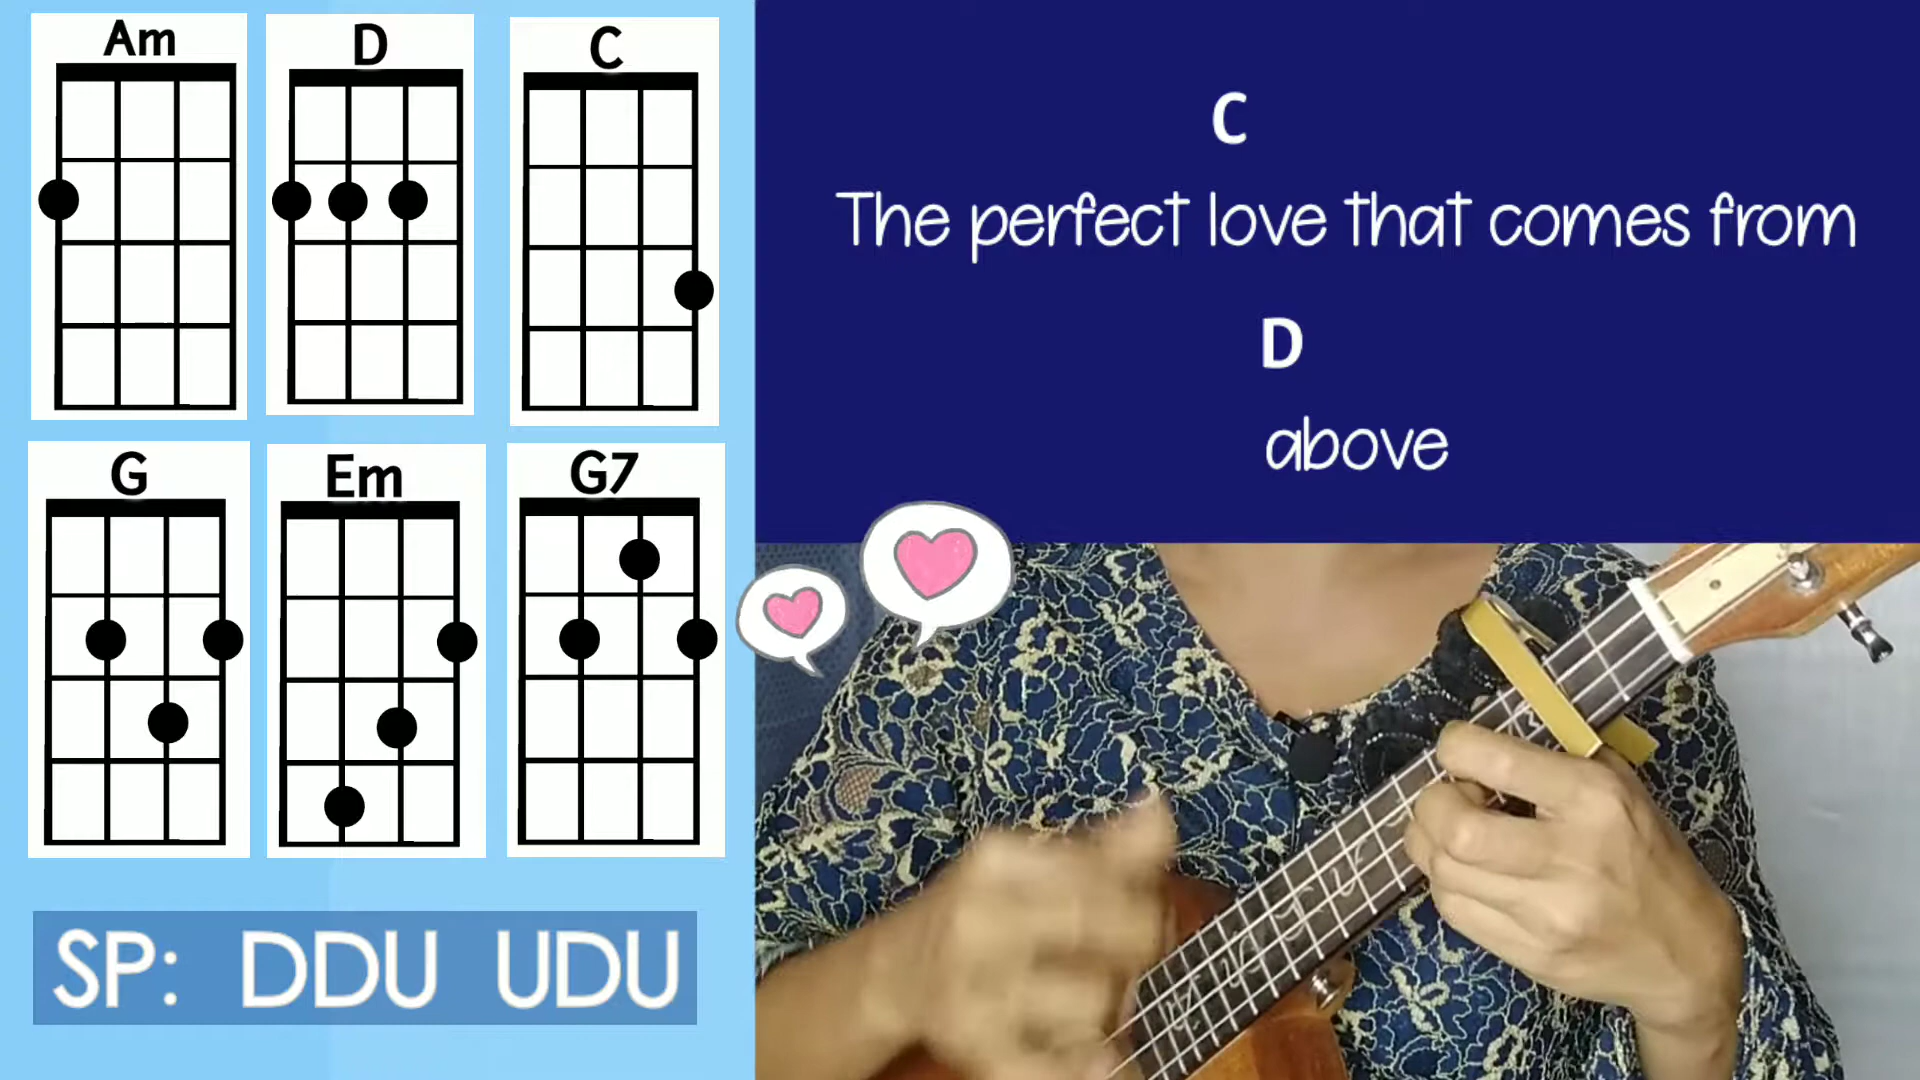 Am
D
C
G
Em
G7
SP: DDU UDU
C
The perfect love that comes from
D
above